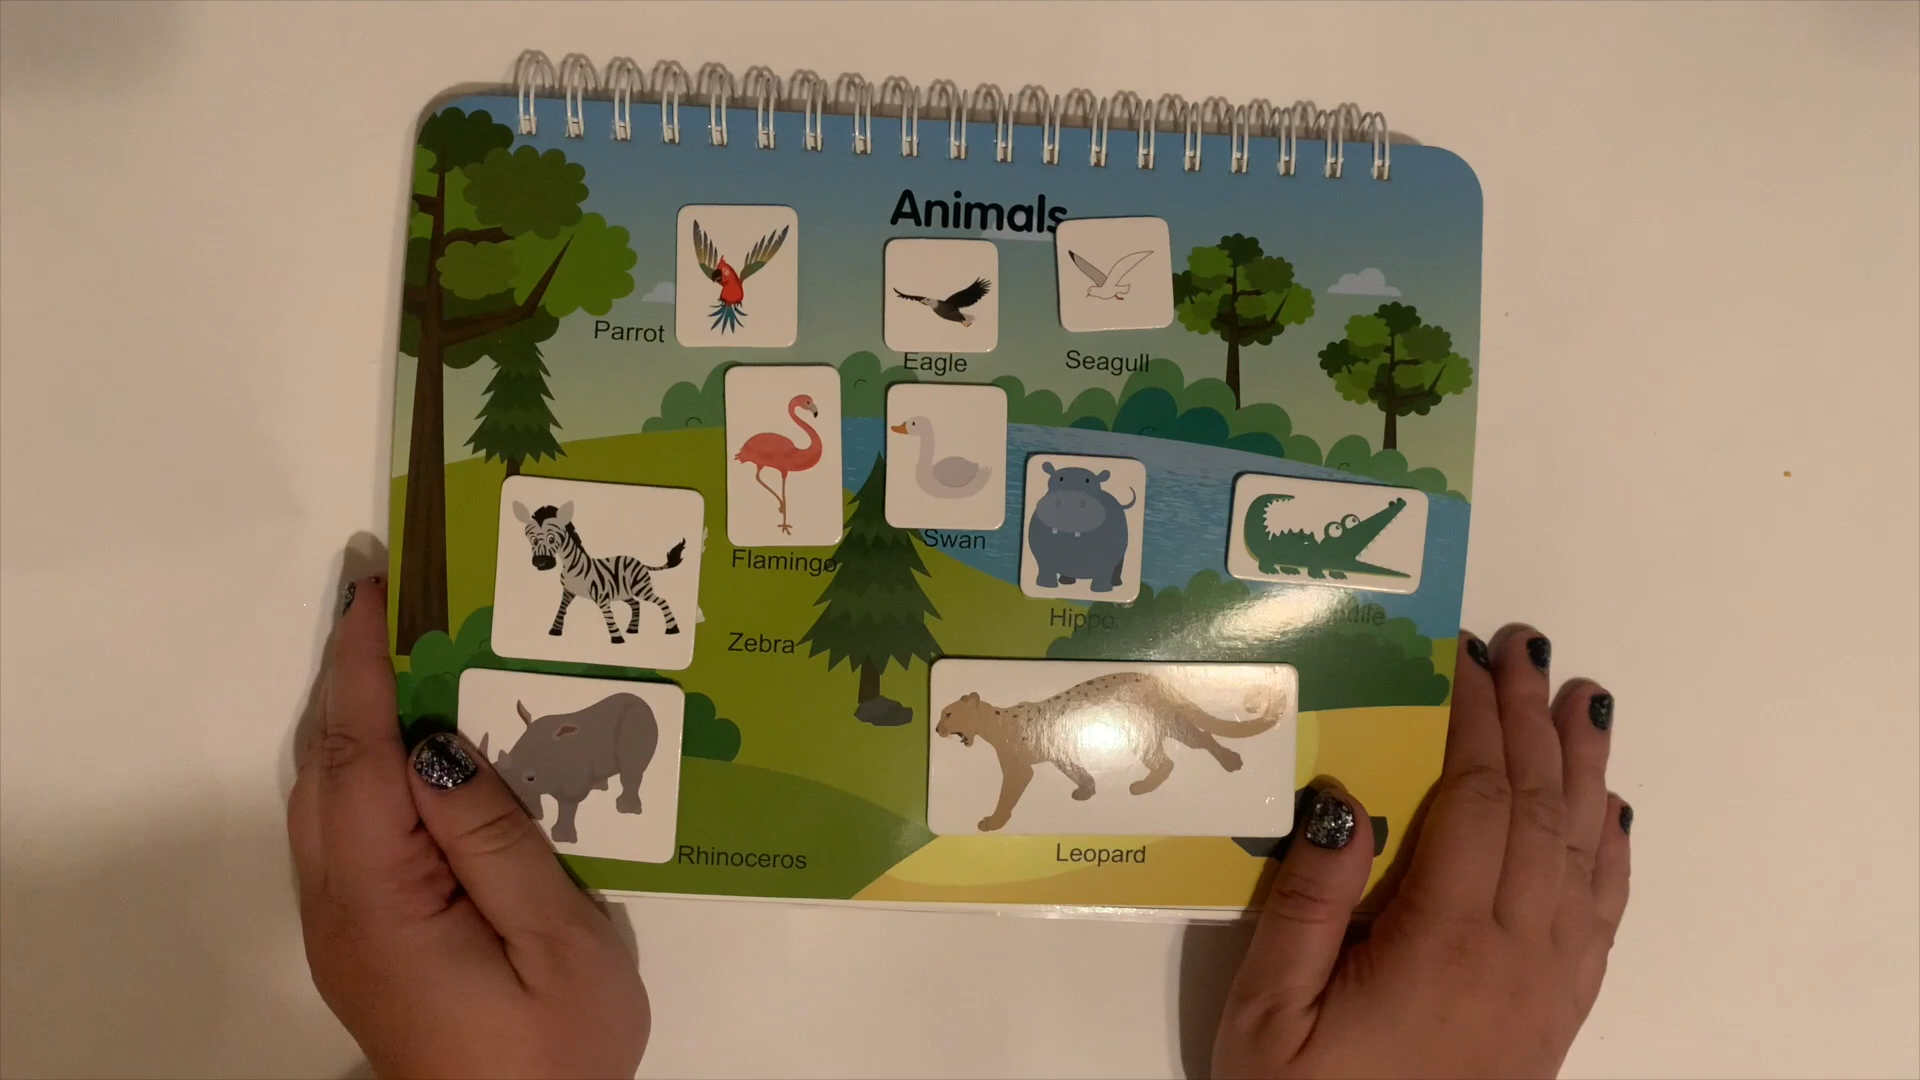 Animals
Parrot
Eagle
Seagull
Flamingo
Swan
Hippo
Zebra
Rhinoceros
Leopard